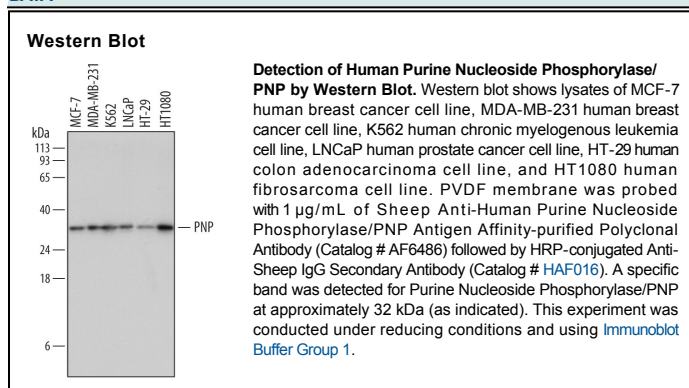 Western Blot
MCF-7
MDA-MB-231
K562
LNCaP
HT-29
HT1080
kDa
113
93
65
40
PNP
24
18
6
Detection of Human Purine Nucleoside Phosphorylase/
PNP by Western Blot. Western blot shows lysates of MCF-7
human breast cancer cell line, MDA-MB-231 human breast
cancer cell line, K562 human chronic myelogenous leukemia
cell line, LNCaP human prostate cancer cell line, HT-29 human
colon adenocarcinoma cell line, and HT1080 human
fibrosarcoma cell line. PVDF membrane was probed
with 1 µg/mL of Sheep Anti-Human Purine Nucleoside
Phosphorylase/PNP Antigen Affinity-purified Polyclonal
Antibody (Catalog # AF6486) followed by HRP-conjugated Anti-
Sheep IgG Secondary Antibody (Catalog # HAF016). A specific
band was detected for Purine Nucleoside Phosphorylase/PNP
at approximately 32 kDa (as indicated). This experiment was
conducted under reducing conditions and using Immunoblot
Buffer Group 1.